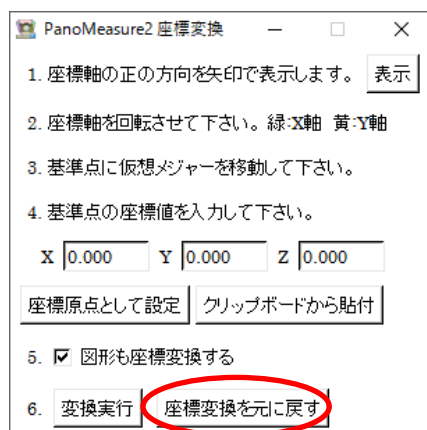 PanoMeasure2 座標変換
1. 座標軸の正の方向を矢印で表示します。 表示
2. 座標軸を回転させて下さい。緑:X軸 黄:Y軸
3. 基準点に仮想メジャーを移動して下さい。
4. 基準点の座標値を入力して下さい。
X 0.000 Y 0.000 Z 0.000
座標原点として設定 クリップボードから貼付
5. 図形も座標変換する
6. 変換実行 座標変換を元に戻す